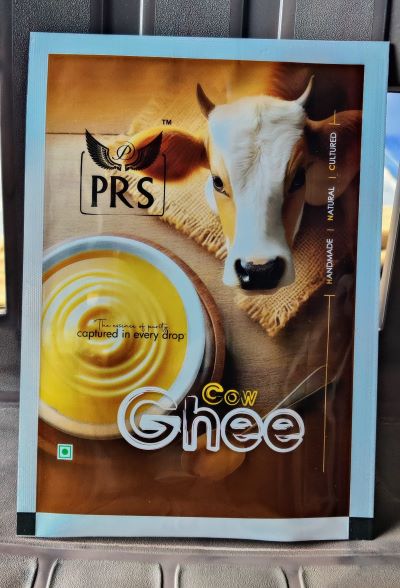 TM
P
PRS
HANDMADE | NATURAL | CULTURED
"The essence of purity
captured in every drop
Cow
Ghee